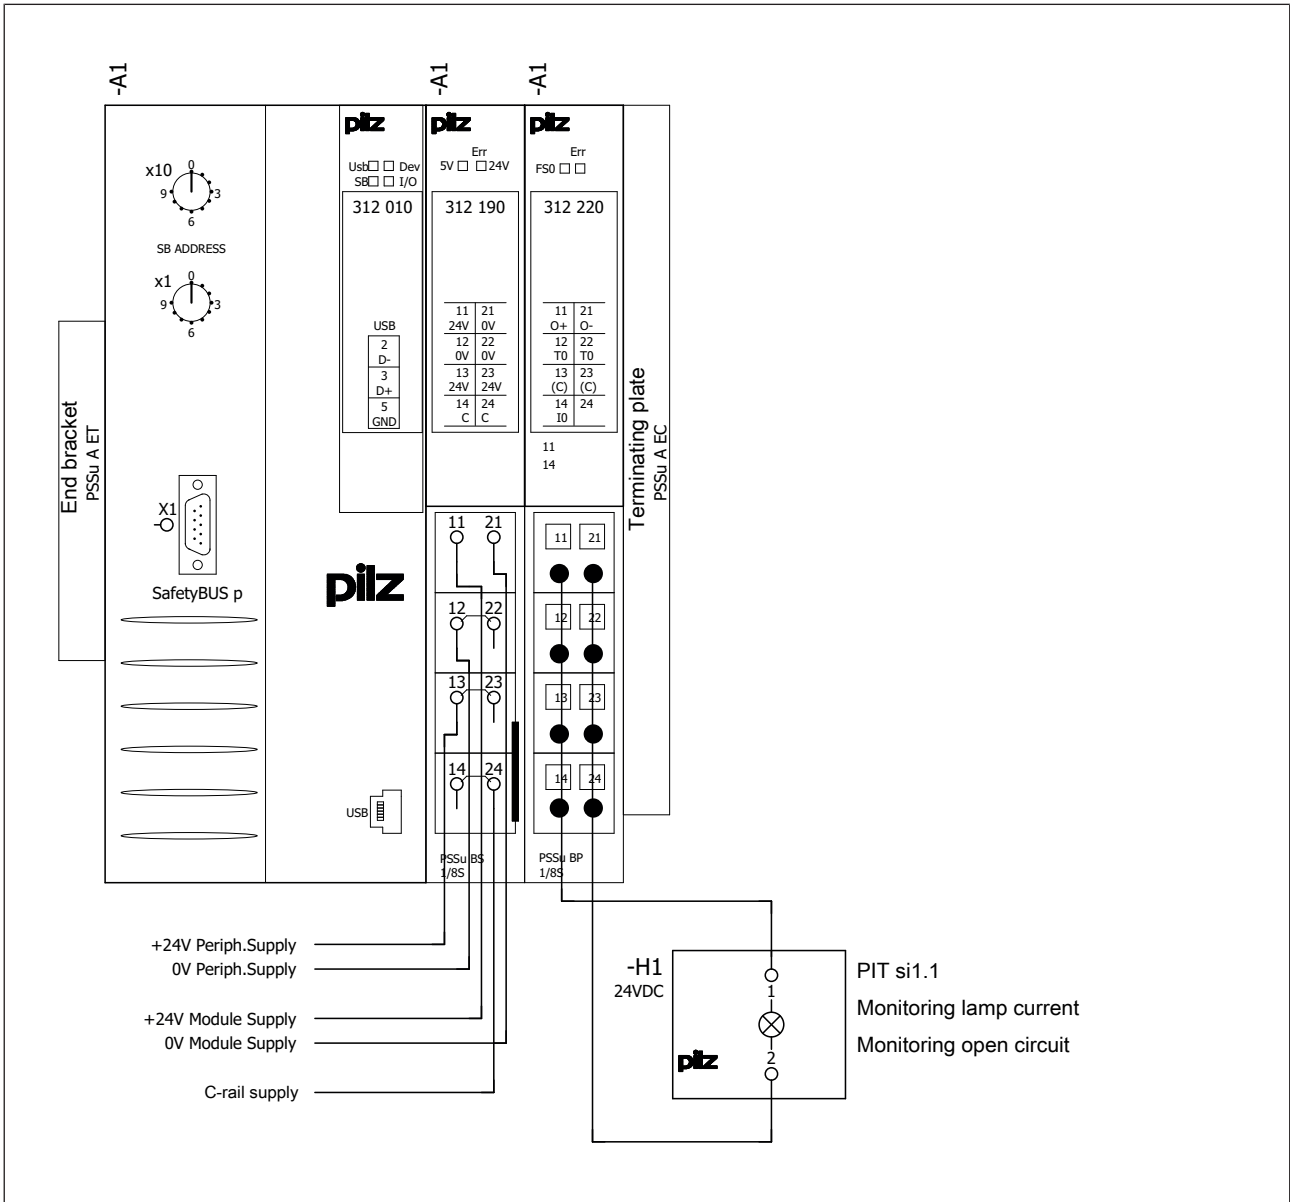 -A1
-A1
-A1
pilz
pilz
pilz
Usb Dev
SB I/O
Err
5V 24V
Err
FS0
312 010
312 190
312 220
x10
0
9 3
6
SB ADDRESS
x1
0
9 3
6
USB
2
D-
3
D+
5
GND
11 21
24V 0V
12 22
0V 0V
13 23
24V 24V
14 24
C C
11 21
O+ O-
12 22
T0 T0
13 23
(C) (C)
14 24
I0
11
14
End bracket
PSSu A ET
Terminating plate
PSSu A EC
X1
SafetyBUS p
pilz
USB
11 21
12 22
13 23
14 24
11 21
12 22
13 23
14 24
PSSu BS
1/8S
PSSu BP
1/8S
+24V Periph.Supply
0V Periph.Supply
+24V Module Supply
0V Module Supply
C-rail supply
-H1
24VDC
pilz
1
2
PIT si1.1
Monitoring lamp current
Monitoring open circuit